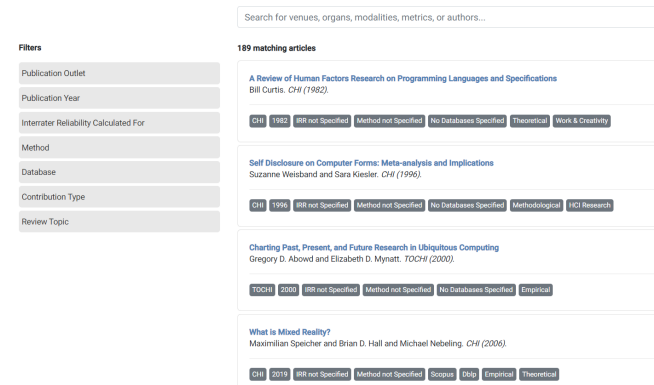 Search for venues, organs, modalities, metrics, or authors...
Filters
Publication Outlet
Publication Year
Interrater Reliability Calculated For
Method
Database
Contribution Type
Review Topic
189 matching articles
A Review of Human Factors Research on Programming Languages and Specifications
Bill Curtis. CHI (1982).
CHI 1982 IRR not Specified Method not Specified No Databases Specified Theoretical Work & Creativity
Self Disclosure on Computer Forms: Meta-analysis and Implications
Suzanne Weisband and Sara Kiesler. CHI (1996).
CHI 1996 IRR not Specified Method not Specified No Databases Specified Methodological HCI Research
Charting Past, Present, and Future Research in Ubiquitous Computing
Gregory D. Abowd and Elizabeth D. Mynatt. TOCHI (2000).
TOCHI 2000 IRR not Specified Method not Specified No Databases Specified Empirical
What is Mixed Reality?
Maximilian Speicher and Brian D. Hall and Michael Nebeling. CHI (2006).
CHI 2019 IRR not Specified Method not Specified Scopus Dblp Empirical Theoretical